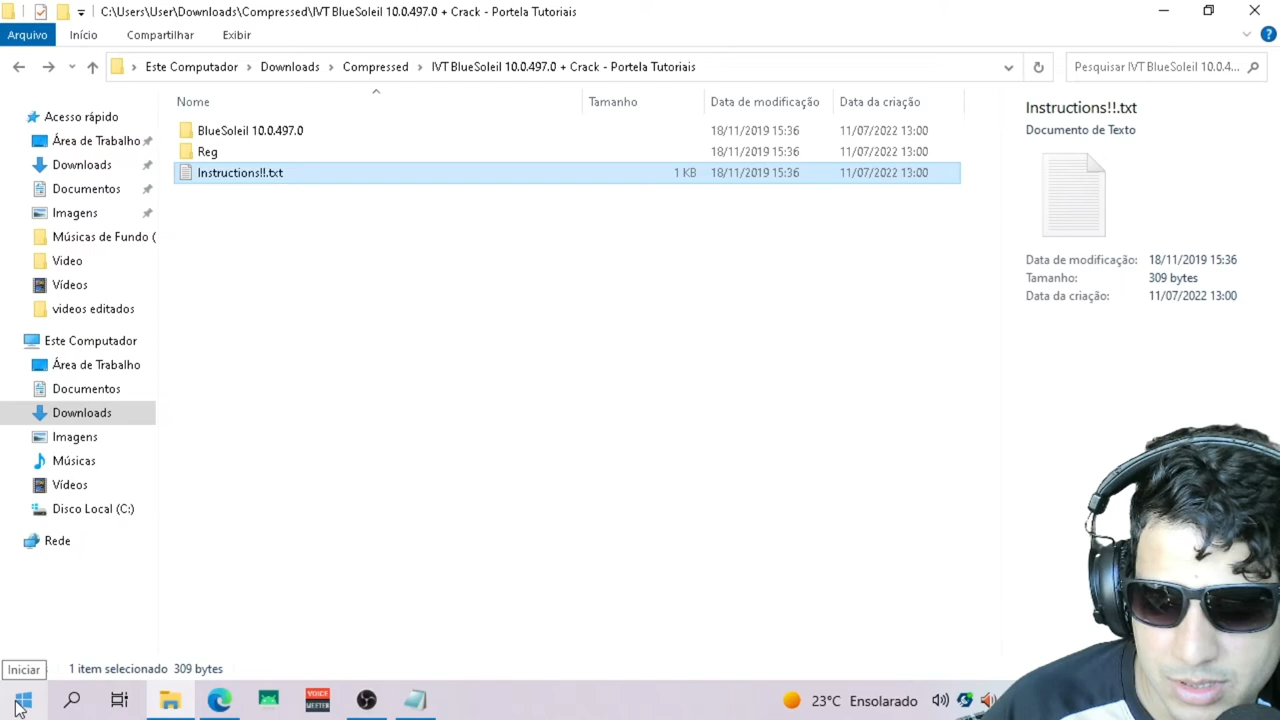 C:\Users\User\Downloads\Compressed\IVT BlueSoleil 10.0.497.0 + Crack - Portela Tutoriais
Arquivo Início Compartilhar Exibir
Este Computador Downloads Compressed IVT BlueSoleil 10.0.497.0 + Crack - Portela Tutoriais
Pesquisar IVT BlueSoleil 10.0.4...
Nome Tamanho Data de modificação Data da criação
BlueSoleil 10.0.497.0 18/11/2019 15:36 11/07/2022 13:00
Reg 18/11/2019 15:36 11/07/2022 13:00
Instructions!!.txt 1 KB 18/11/2019 15:36 11/07/2022 13:00
Acesso rápido
Área de Trabalho
Downloads
Documentos
Imagens
Músicas de Fundo (
Video
Vídeos
videos editados
Este Computador
Área de Trabalho
Documentos
Downloads
Imagens
Músicas
Vídeos
Disco Local (C:)
Rede
Instructions!!.txt
Documento de Texto
Data de modificação: 18/11/2019 15:36
Tamanho: 309 bytes
Data da criação: 11/07/2022 13:00
Iniciar
1 item selecionado 309 bytes
VOICE
MEETER
23°C Ensolarado